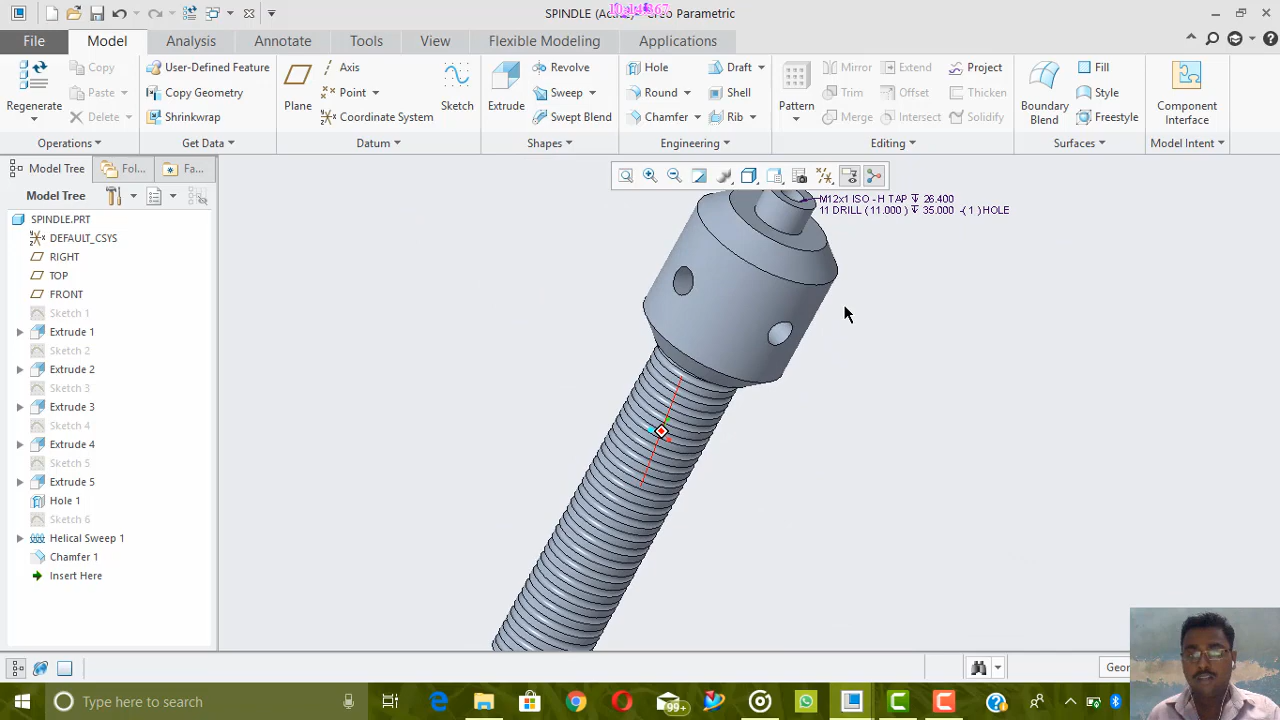 SPINDLE (Ac
Creo Parametric
File Model Analysis Annotate Tools View Flexible Modeling Applications
Regenerate
Copy
Paste
Delete
Operations
User-Defined Feature
Copy Geometry
Shrinkwrap
Get Data
Plane
Axis
Point
Coordinate System
Sketch
Datum
Extrude
Revolve
Sweep
Swept Blend
Shapes
Hole
Round
Chamfer
Draft
Shell
Rib
Engineering
Pattern
Mirror
Trim
Merge
Extend
Offset
Intersect
Project
Thicken
Solidify
Editing
Boundary Blend
Fill
Style
Freestyle
Surfaces
Component Interface
Model Intent
Model Tree Fol... Fa...
Model Tree
SPINDLE.PRT
DEFAULT_CSYS
RIGHT
TOP
FRONT
Sketch 1
Extrude 1
Sketch 2
Extrude 2
Sketch 3
Extrude 3
Sketch 4
Extrude 4
Sketch 5
Extrude 5
Hole 1
Sketch 6
Helical Sweep 1
Chamfer 1
Insert Here
M12x1 ISO - H TAP ↧ 26.400
11 DRILL ( 11.000 ) ↧ 35.000 -( 1 ) HOLE
Geor
Type here to search
99+